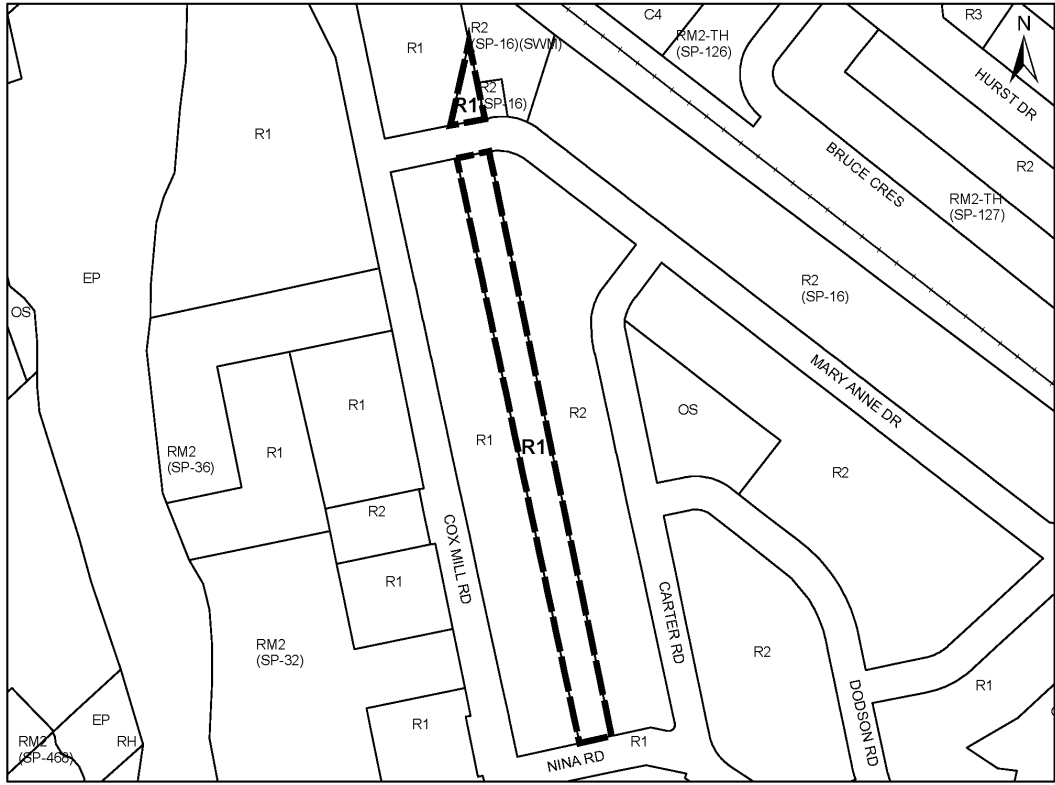 C4
R3
R2
(SP-16)(SWM)
N
RM2-TH
(SP-126)
R1
HURST DR
R2
(SP-16)
R1
R1
BRUCE CRES
R2
RM2-TH
(SP-127)
EP
R2
(SP-16)
OS
MARY ANNE DR
R1
R2
OS
R1
R1
R1
RM2
(SP-36)
R2
R2
COX MILL RD
R1
CARTER RD
RM2
(SP-32)
R2
R1
DODSON RD
EP
R1
RM2
(SP-468)
RH
R1
NINA RD